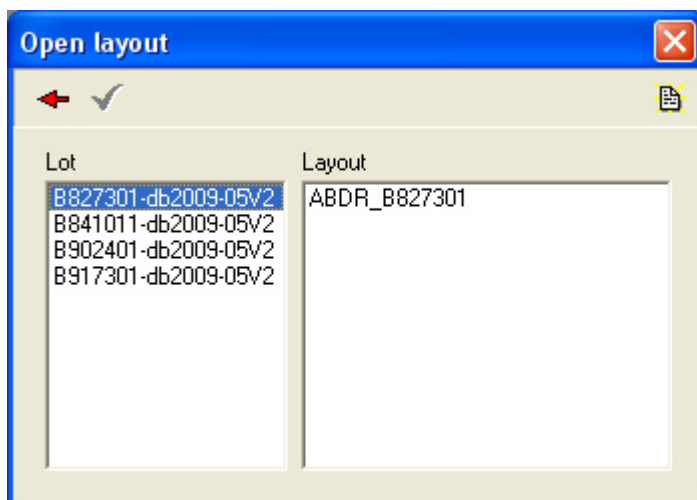 Open layout
Lot
Layout
B827301-db2009-05V2
B841011-db2009-05V2
B902401-db2009-05V2
B917301-db2009-05V2
ABDR_B827301